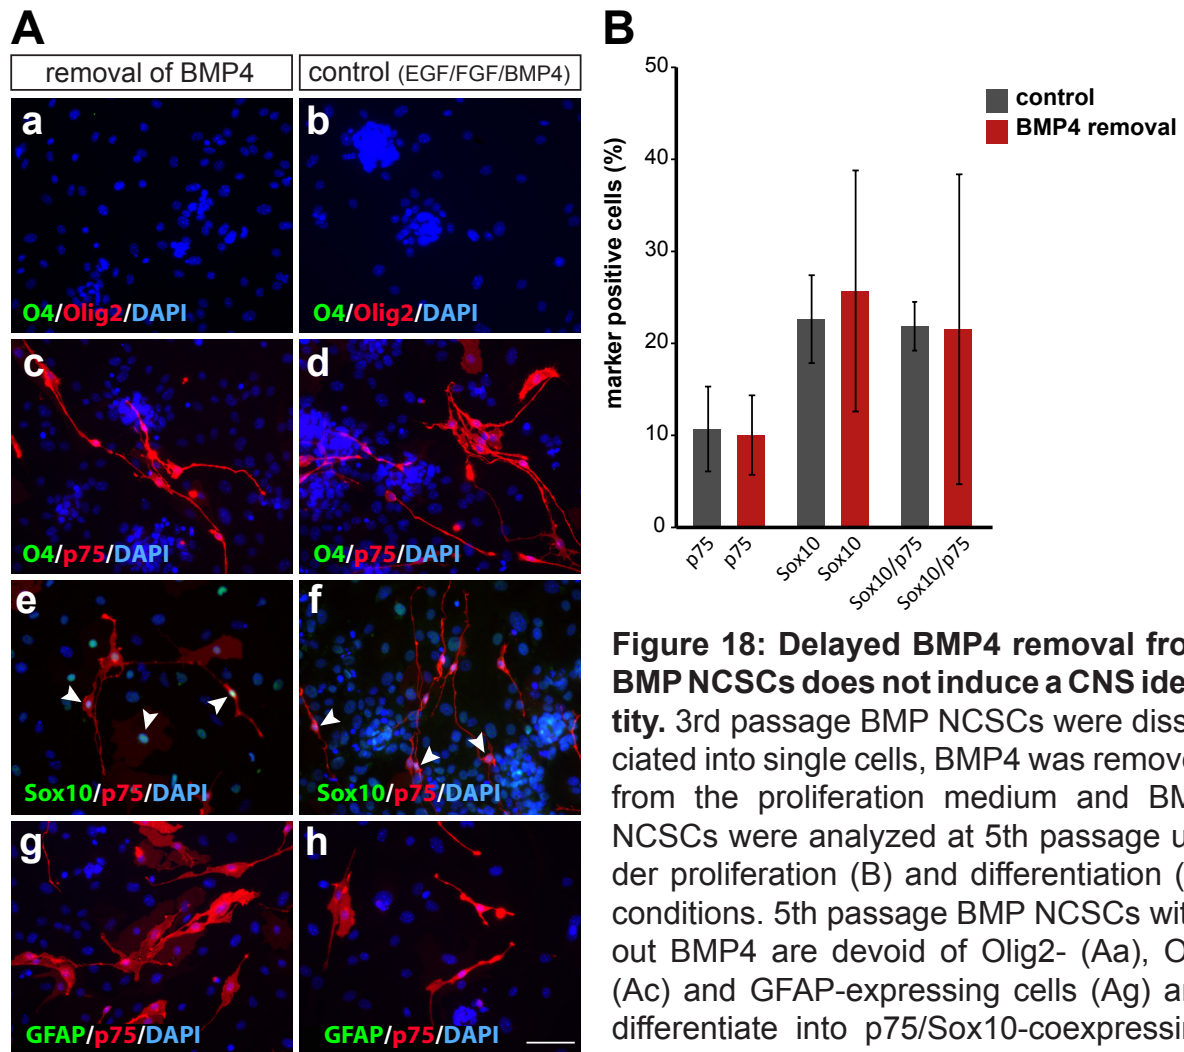 A
removal of BMP4
control (EGF/FGF/BMP4)
a
O4/Olig2/DAPI
b
O4/Olig2/DAPI
c
O4/p75/DAPI
d
O4/p75/DAPI
e
Sox10/p75/DAPI
f
Sox10/p75/DAPI
g
GFAP/p75/DAPI
h
GFAP/p75/DAPI
B
marker positive cells (%)
50
40
30
20
10
0
control
BMP4 removal
p75
p75
Sox10
Sox10
Sox10/p75
Sox10/p75
Figure 18: Delayed BMP4 removal fro
BMP NCSCs does not induce a CNS ide
tity. 3rd passage BMP NCSCs were diss
ciated into single cells, BMP4 was remove
from the proliferation medium and BM
NCSCs were analyzed at 5th passage u
der proliferation (B) and differentiation (
conditions. 5th passage BMP NCSCs wit
out BMP4 are devoid of Olig2- (Aa), O
(Ac) and GFAP-expressing cells (Ag) an
differentiate into p75/Sox10-coexpressin